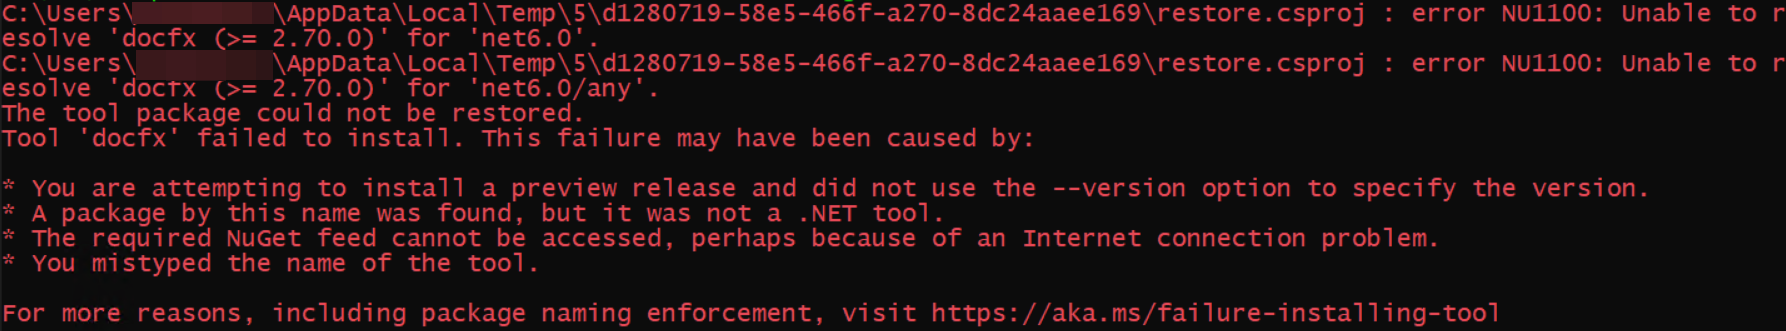 C:\Users\ \AppData\Local\Temp\5\d1280719-58e5-466f-a270-8dc24aaee169\restore.csproj : error NU1100: Unable to r
esolve 'docfx (>= 2.70.0)' for 'net6.0'.
C:\Users\ \AppData\Local\Temp\5\d1280719-58e5-466f-a270-8dc24aaee169\restore.csproj : error NU1100: Unable to r
esolve 'docfx (>= 2.70.0)' for 'net6.0/any'.
The tool package could not be restored.
Tool 'docfx' failed to install. This failure may have been caused by:
* You are attempting to install a preview release and did not use the --version option to specify the version.
* A package by this name was found, but it was not a .NET tool.
* The required NuGet feed cannot be accessed, perhaps because of an Internet connection problem.
* You mistyped the name of the tool.
For more reasons, including package naming enforcement, visit https://aka.ms/failure-installing-tool